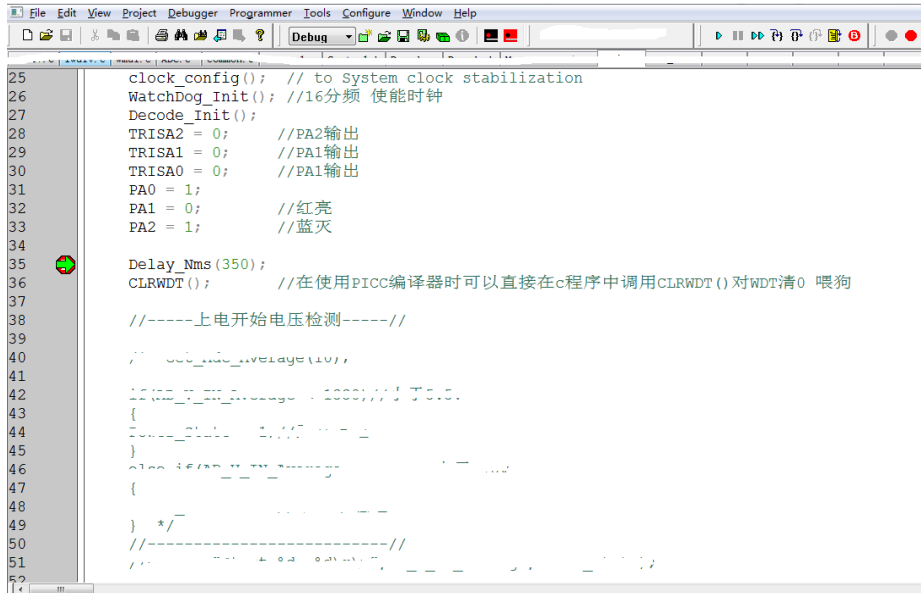 File Edit View Project Debugger Programmer Tools Configure Window Help
Debug
25 clock_config(); // to System clock stabilization
26 WatchDog_Init(); //16分频 使能时钟
27 Decode_Init();
28 TRISA2 = 0; //PA2输出
29 TRISA1 = 0; //PA1输出
30 TRISA0 = 0; //PA1输出
31 PA0 = 1;
32 PA1 = 0; //红亮
33 PA2 = 1; //蓝灭
34
35 Delay_Nms(350);
36 CLRWDT(); //在使用PICC编译器时可以直接在c程序中调用CLRWDT()对WDT清0 喂狗
37
38 //-----上电开始电压检测-----//
39
40
41
42
43 {
44
45 }
46
47 {
48
49 } */
50 //--------------------------//
51
52